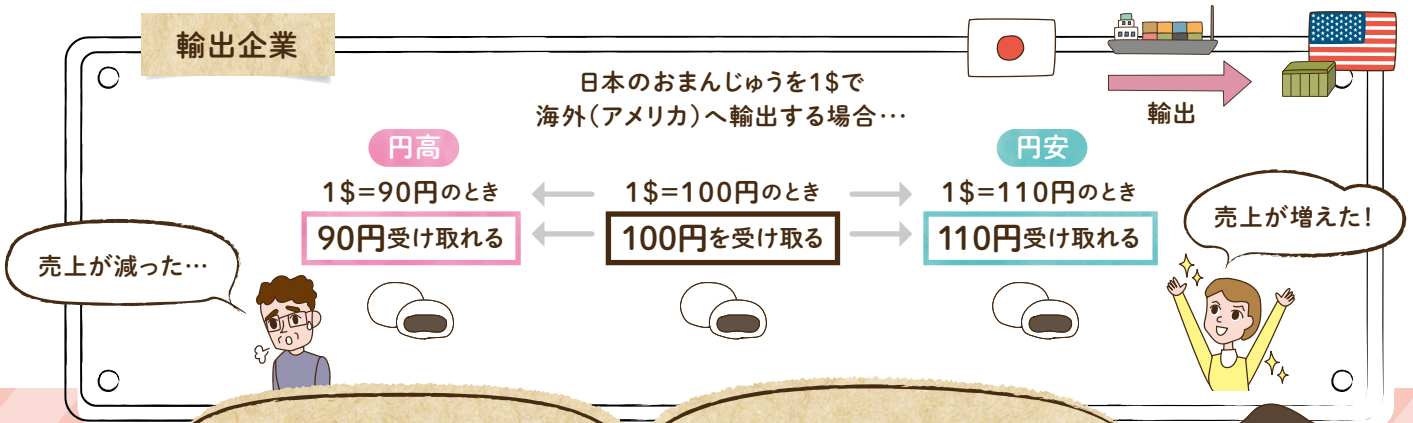 輸出企業
日本のおまんじゅうを1$で
海外(アメリカ)へ輸出する場合…
輸出
円高
円安
1$=90円のとき
1$=100円のとき
1$=110円のとき
90円受け取れる
100円を受け取る
110円受け取れる
売上が減った…
売上が増えた!